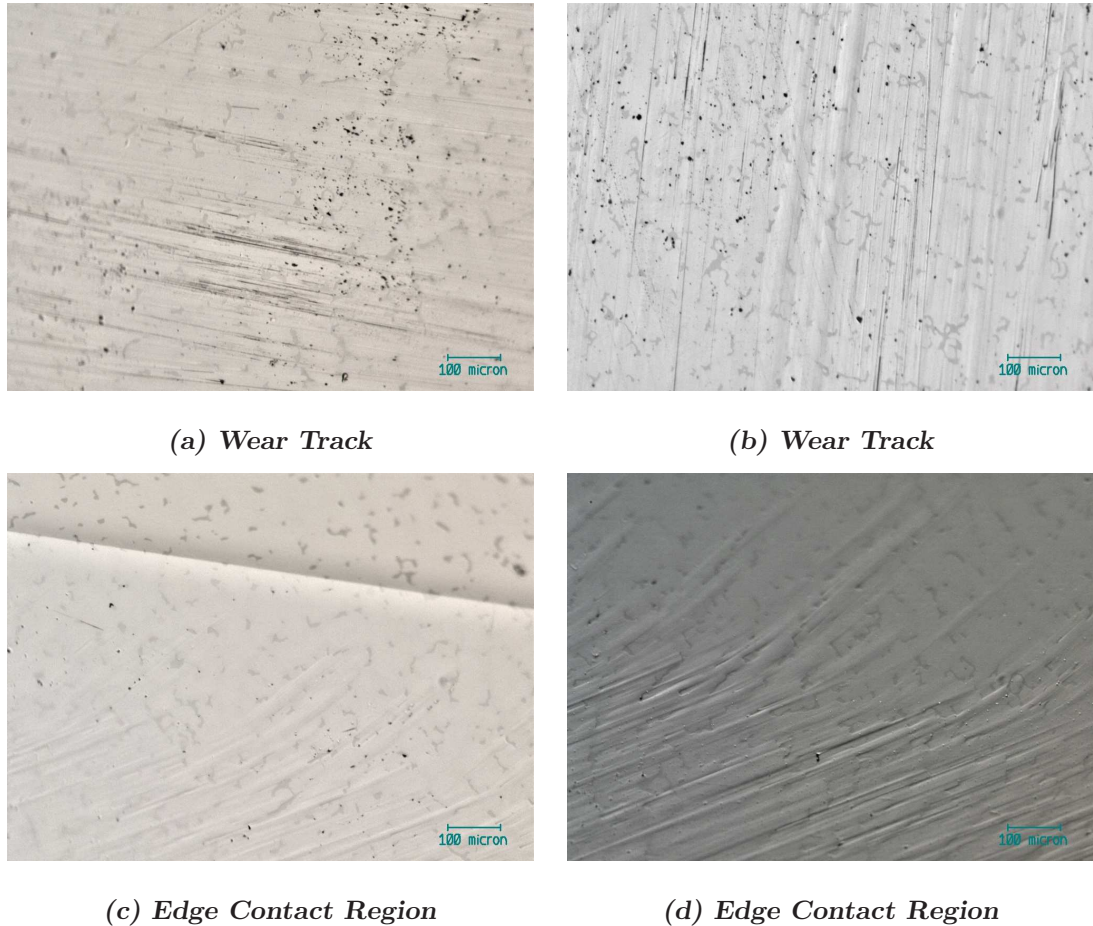 100 micron
100 micron
(a) Wear Track
(b) Wear Track
100 micron
100 micron
(c) Edge Contact Region
(d) Edge Contact Region